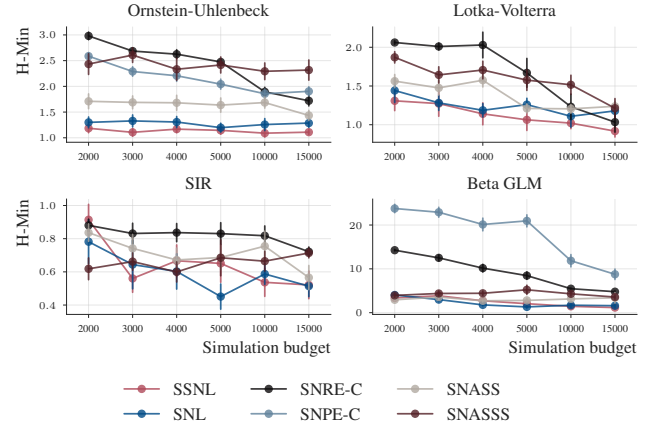 Ornstein-Uhlenbeck
Lotka-Volterra
H-Min
3.0
2.5
2.0
1.5
1.0
2000 3000 4000 5000 10000 15000
2.0
1.5
1.0
2000 3000 4000 5000 10000 15000
SIR
Beta GLM
H-Min
1.0
0.8
0.6
0.4
2000 3000 4000 5000 10000 15000
Simulation budget
20
10
0
2000 3000 4000 5000 10000 15000
Simulation budget
SSNL SNRE-C SNASS
SNL SNPE-C SNASSS